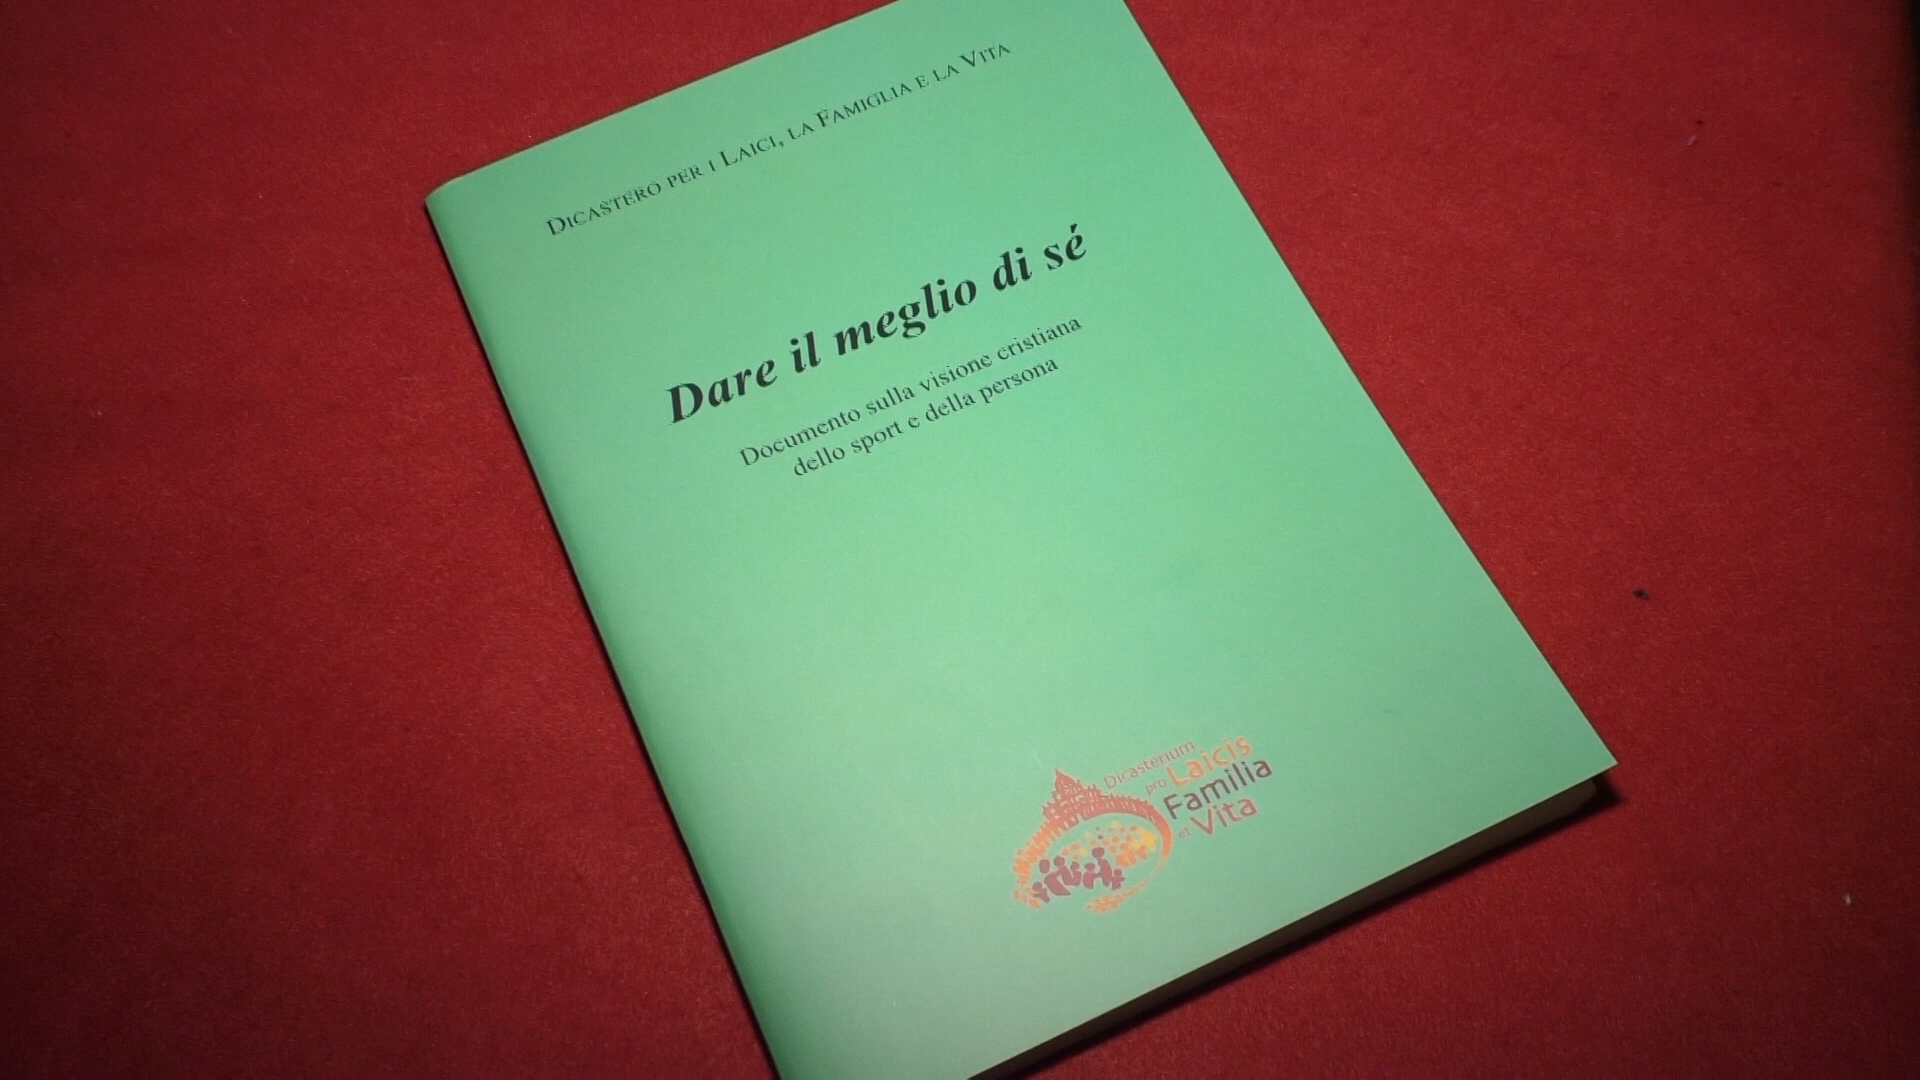 Dicastero per i Laici, la Famiglia e la Vita
Dare il meglio di sé
Documento sulla visione cristiana
dello sport e della persona
Dicasterium
pro Laicis
Familia
et Vita